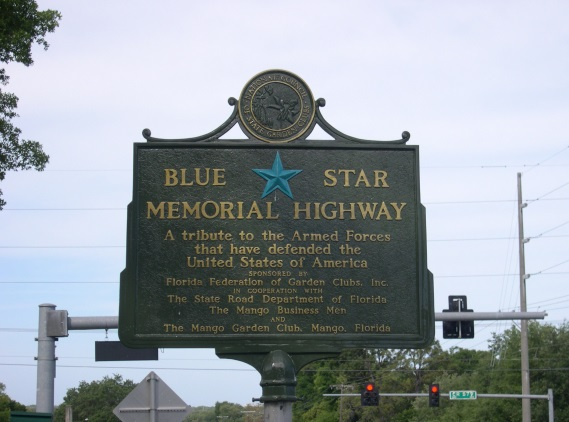 BLUE STAR
MEMORIAL HIGHWAY
A tribute to the Armed Forces
that have defended the
United States of America
SPONSORED BY
Florida Federation of Garden Clubs, Inc.
IN COOPERATION WITH
The State Road Department of Florida
The Mango Business Men
AND
The Mango Garden Club, Mango, Florida